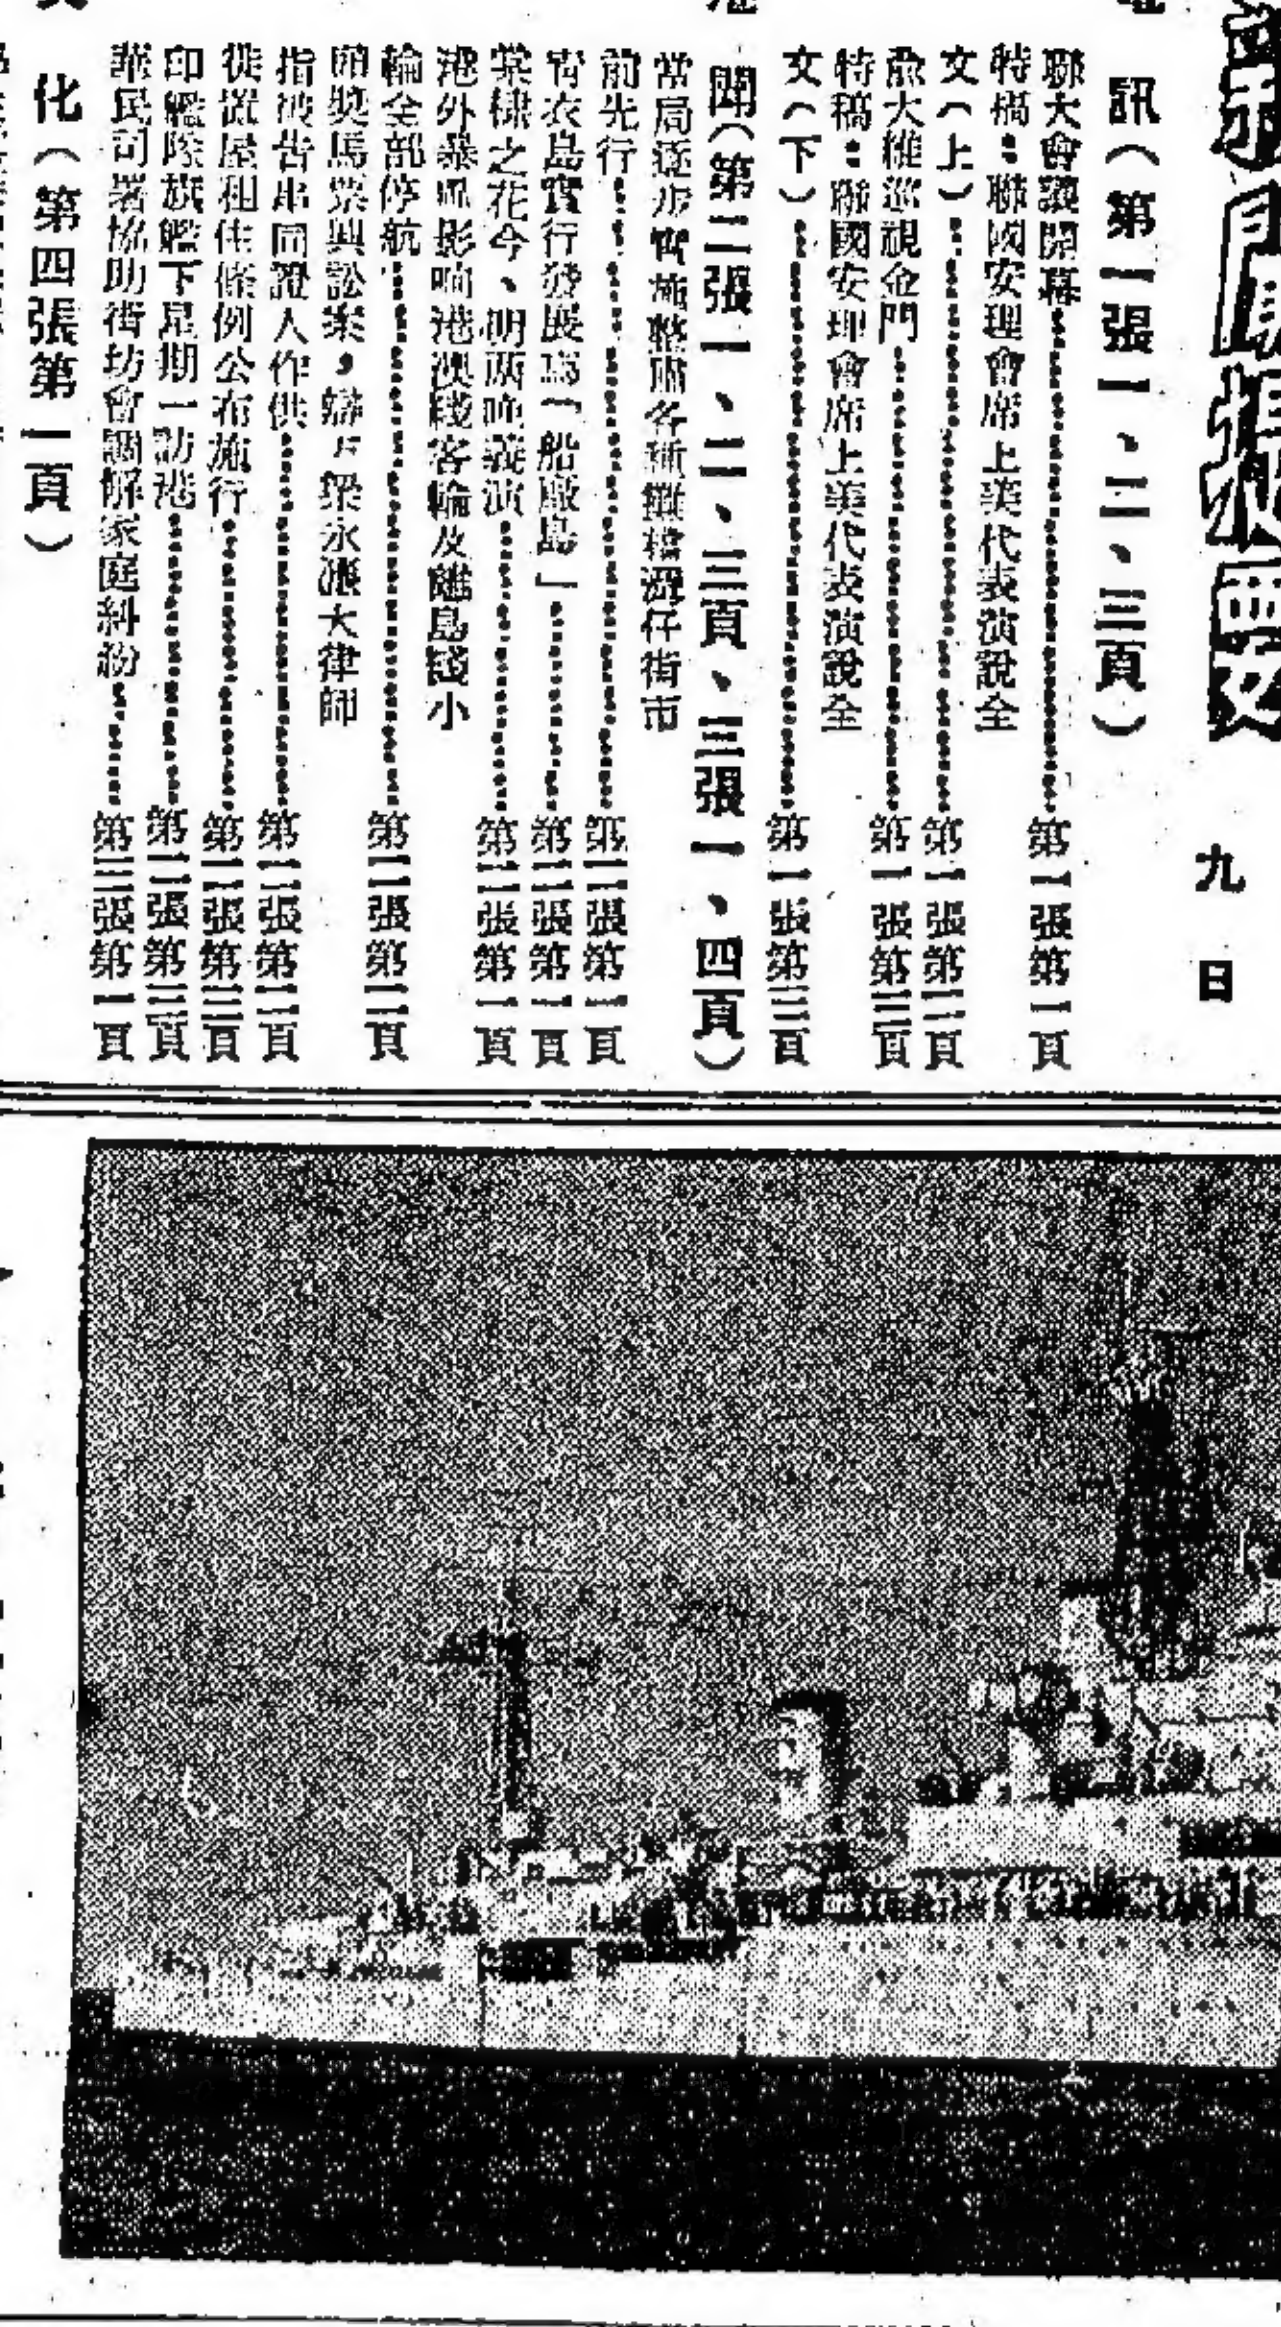 新聞提要
九日
訊（第一張一、二、三頁）
聯大會議開幕……第一張第一頁
特稿：聯國安理會席上美代表演說全
文（上）……第一張第二頁
俞大維巡視金門……第一張第三頁
特稿：聯國安理會席上美代表演說全
文（下）……第一張第三頁
聞（第二張一、二、三頁、三張一、四頁）
當局逐步實施整肅各種攤檔灣仔街市
前先行……第二張第一頁
青衣島實行發展為「船廠島」……第二張第一頁
棠棣之花今、明兩晚義演……第二張第一頁
港外暴風影响港澳綫客輪及離島綫小
輪全部停航……第二張第二頁
頭獎馬票興訟案，辯方梁永濂大律師
指被告串同證人作供……第二張第二頁
徙置屋租住條例公布施行……第二張第三頁
印艦隊旗艦下星期一訪港……第二張第三頁
華民司署協助街坊會調解家庭糾紛……第三張第一頁
化（第四張第一頁）